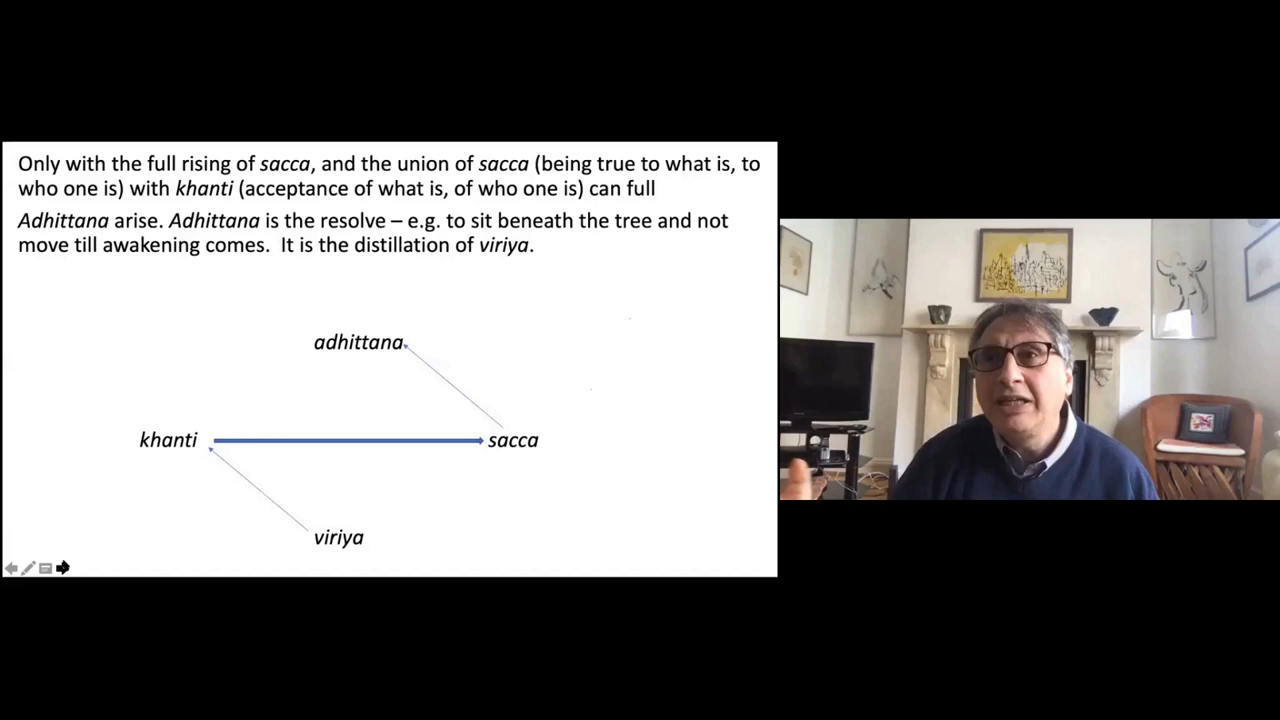 Only with the full rising of sacca, and the union of sacca (being true to what is, to
who one is) with khanti (acceptance of what is, of who one is) can full
Adhittana arise. Adhittana is the resolve – e.g. to sit beneath the tree and not
move till awakening comes. It is the distillation of viriya.
adhittana
khanti
sacca
viriya